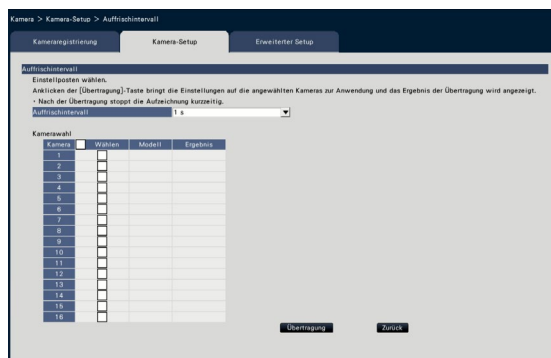 Kamera > Kamera-Setup > Auffrischintervall
Kameraregistrierung Kamera-Setup Erweiterter Setup
Auffrischintervall
Einstellposten wählen.
Anklicken der [Übertragung]-Taste bringt die Einstellungen auf die angewählten Kameras zur Anwendung und das Ergebnis der Übertragung wird angezeigt.
・Nach der Übertragung stoppt die Aufzeichnung kurzzeitig.
Auffrischintervall 1 s
Kamerawahl
Kamera Wählen Modell Ergebnis
1
2
3
4
5
6
7
8
9
10
11
12
13
14
15
16
Übertragung Zurück